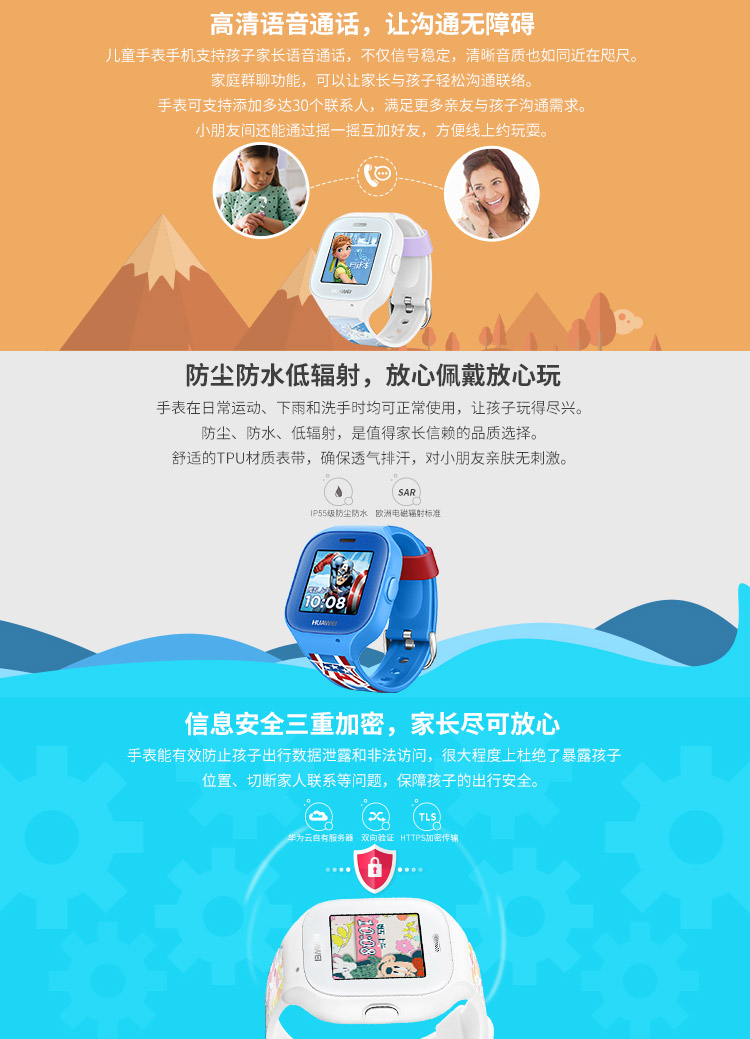 高清语音通话，让沟通无障碍
儿童手表手机支持孩子家长语音通话，不仅信号稳定，清晰音质也如同近在咫尺。
家庭群聊功能，可以让家长与孩子轻松沟通联络。
手表可支持添加多达30个联系人，满足更多亲友与孩子沟通需求。
小朋友间还能通过摇一摇互加好友，方便线上约玩耍。
HUAWEI
防尘防水低辐射，放心佩戴放心玩
手表在日常运动、下雨和洗手时均可正常使用，让孩子玩得尽兴。
防尘、防水、低辐射，是值得家长信赖的品质选择。
舒适的TPU材质表带，确保透气排汗，对小朋友亲肤无刺激。
SAR
IP55级防尘防水 欧洲电磁辐射标准
10:08
HUAWEI
信息安全三重加密，家长尽可放心
手表能有效防止孩子出行数据泄露和非法访问，很大程度上杜绝了暴露孩子
位置、切断家人联系等问题，保障孩子的出行安全。
TLS
华为云自有服务器 双向验证 HTTPS加密传输
10:08
HUAWEI